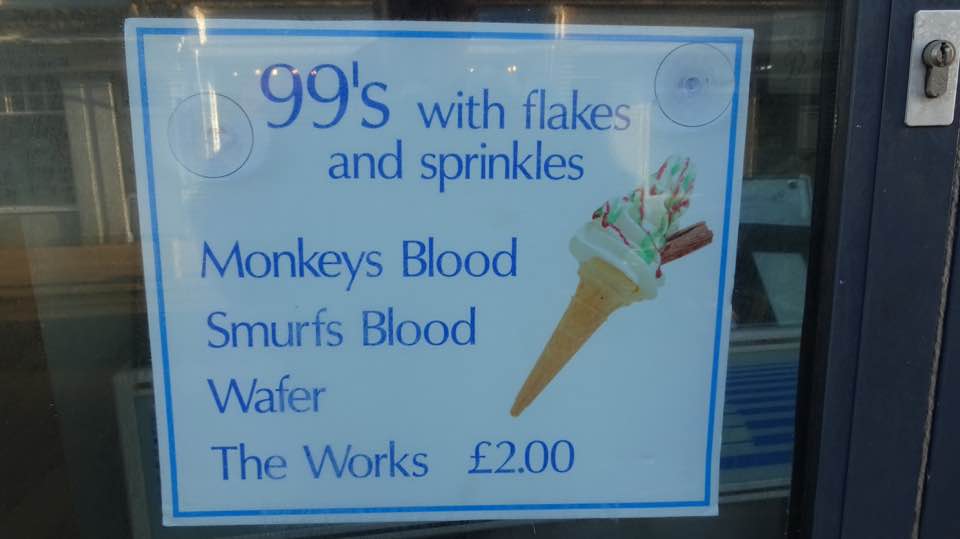 99's with flakes
and sprinkles
Monkeys Blood
Smurfs Blood
Wafer
The Works £2.00